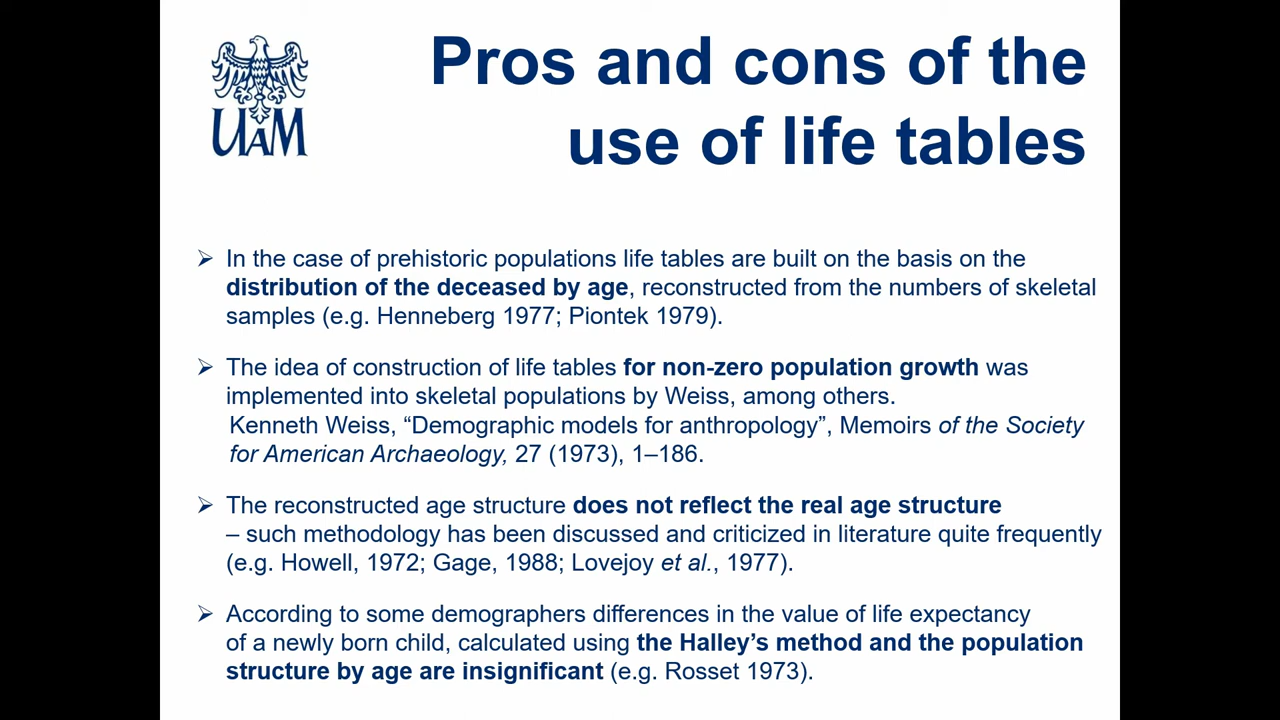 UAM
Pros and cons of the
use of life tables
➢ In the case of prehistoric populations life tables are built on the basis on the
distribution of the deceased by age, reconstructed from the numbers of skeletal
samples (e.g. Henneberg 1977; Piontek 1979).
➢ The idea of construction of life tables for non-zero population growth was
implemented into skeletal populations by Weiss, among others.
Kenneth Weiss, “Demographic models for anthropology”, Memoirs of the Society
for American Archaeology, 27 (1973), 1–186.
➢ The reconstructed age structure does not reflect the real age structure
– such methodology has been discussed and criticized in literature quite frequently
(e.g. Howell, 1972; Gage, 1988; Lovejoy et al., 1977).
➢ According to some demographers differences in the value of life expectancy
of a newly born child, calculated using the Halley’s method and the population
structure by age are insignificant (e.g. Rosset 1973).